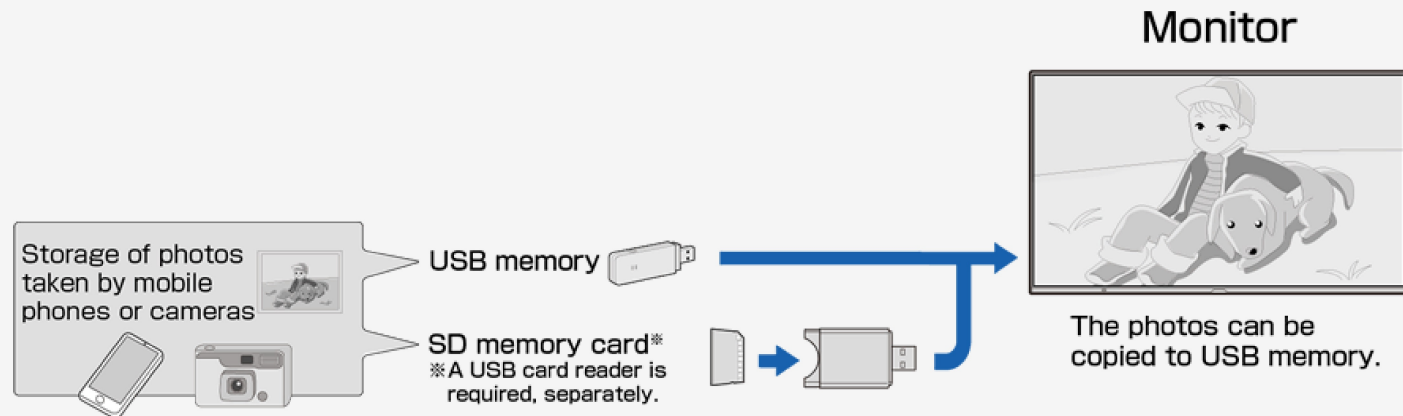 Monitor
Storage of photos
taken by mobile
phones or cameras
USB memory
SD memory card※
※A USB card reader is
required, separately.
The photos can be
copied to USB memory.